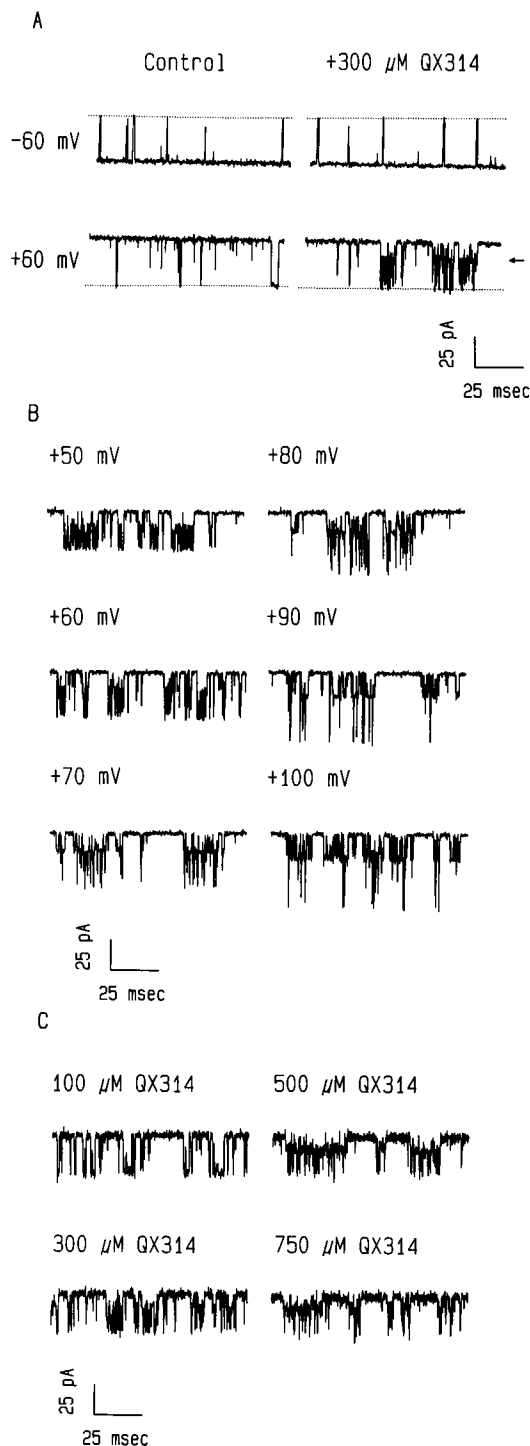 A
Control +300 μM QX314
-60 mV
+60 mV
25 pA
25 msec
B
+50 mV +80 mV
+60 mV +90 mV
+70 mV +100 mV
25 pA
25 msec
C
100 μM QX314 500 μM QX314
300 μM QX314 750 μM QX314
25 pA
25 msec